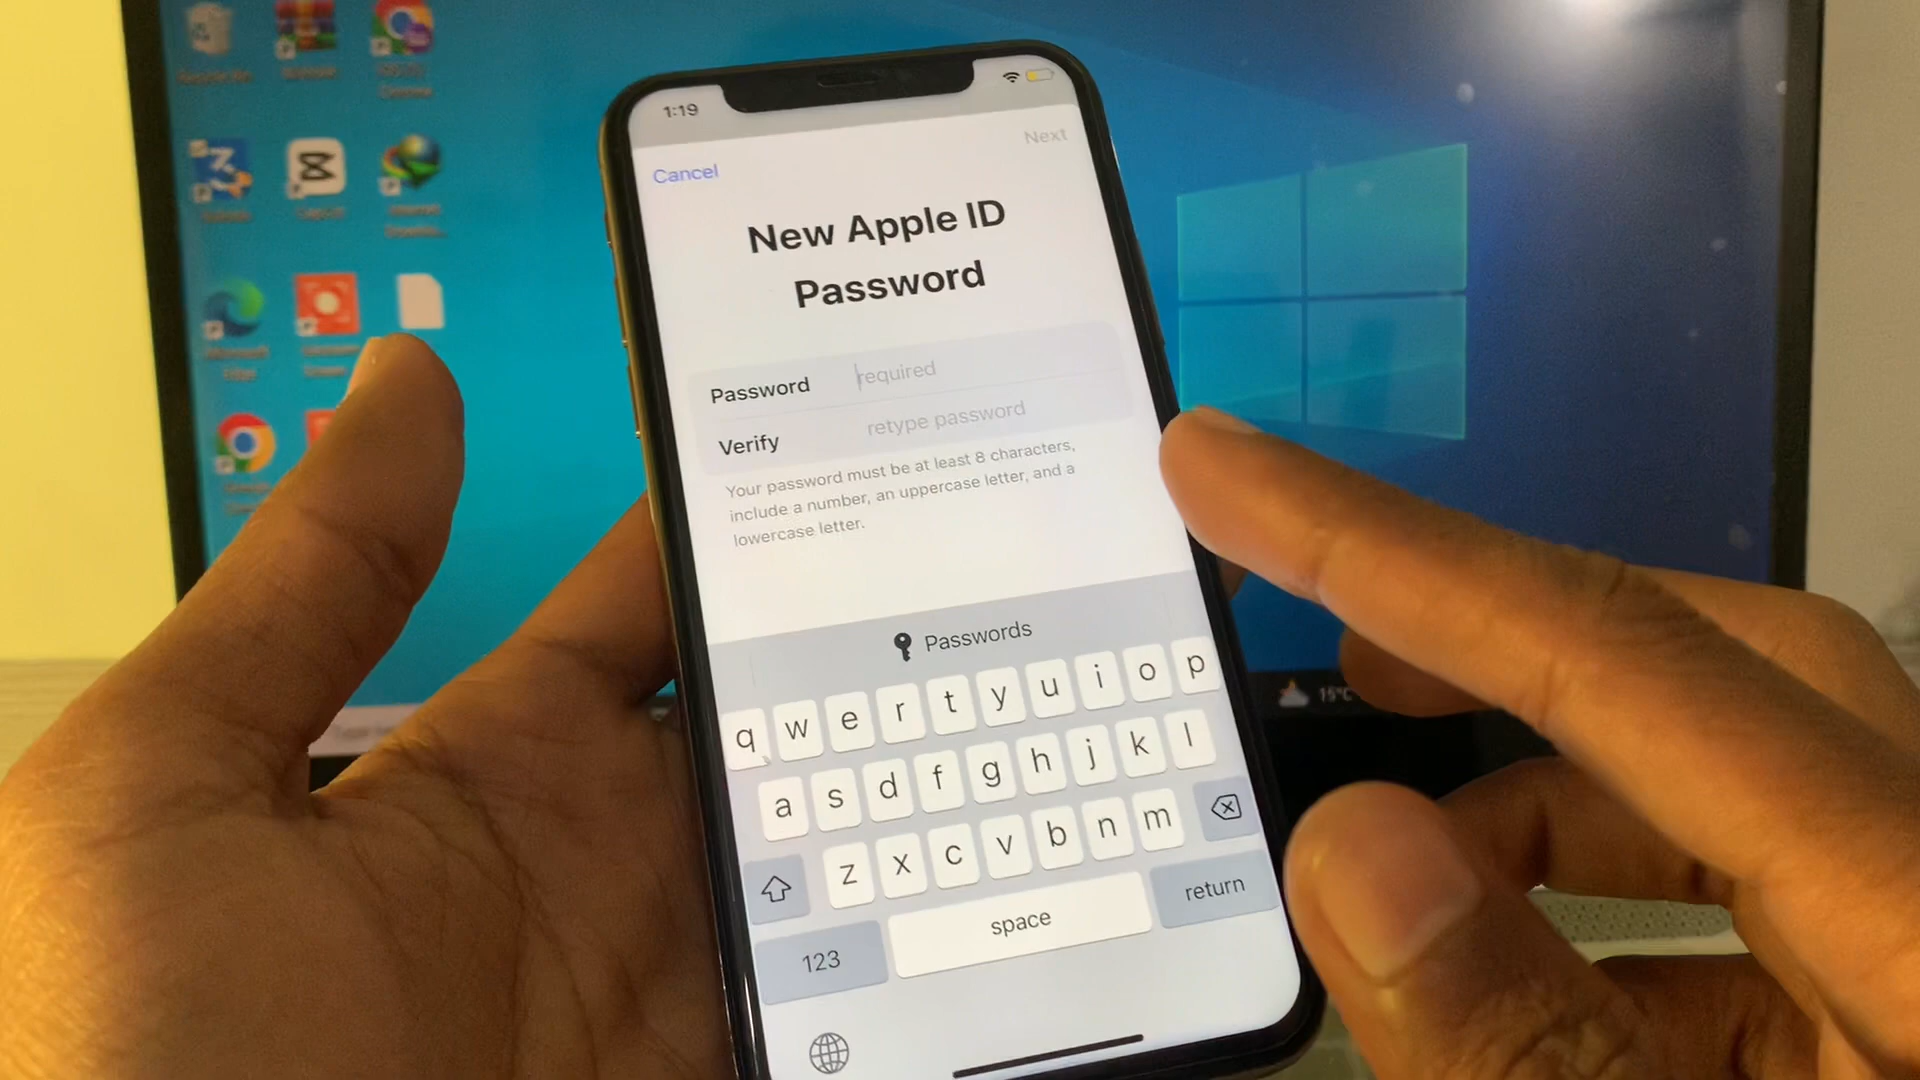 1:19
Next
Cancel
New Apple ID
Password
Password required
Verify retype password
Your password must be at least 8 characters,
include a number, an uppercase letter, and a
lowercase letter.
Passwords
q w e r t y u i o p
a s d f g h j k l
z x c v b n m
123 space return
15°C